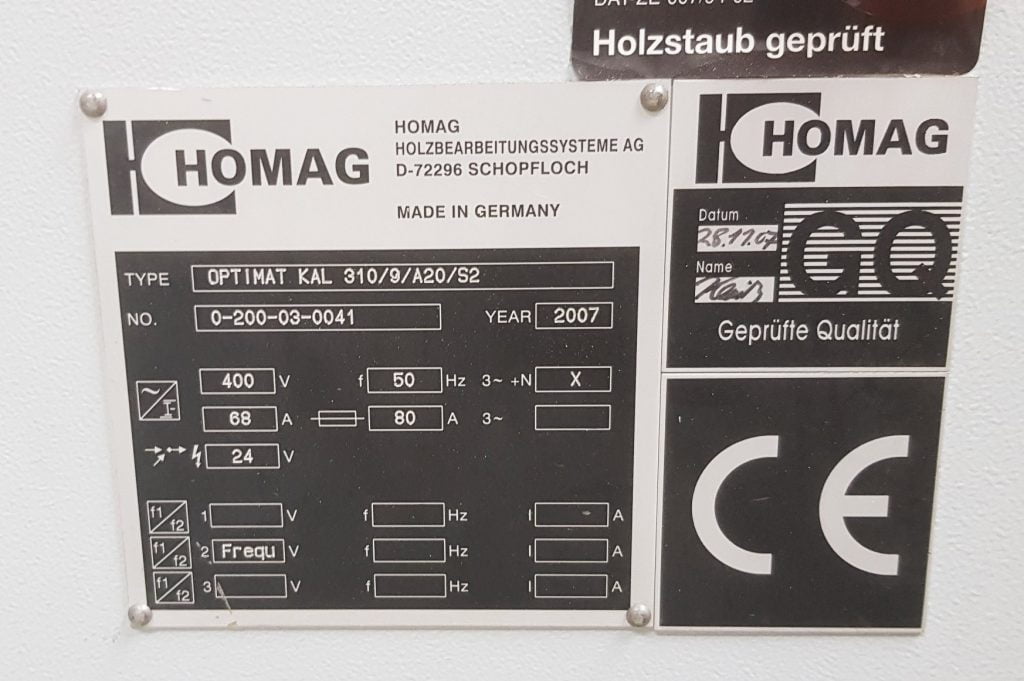 Holzstaub geprüft
HOMAG
HOMAG
HOLZBEARBEITUNGSSYSTEME AG
D-72296 SCHOPFLOCH
MADE IN GERMANY
TYPE OPTIMAT KAL 310/9/A20/S2
NO. 0-200-03-0041 YEAR 2007
400 V f 50 Hz 3~ +N X
68 A 80 A 3~
24 V
f1/f2 1 V f Hz I A
f1/f2 2 Frequ V f Hz I A
f1/f2 3 V f Hz I A
HOMAG
Datum
28.11.07
Name
GQ
Geprüfte Qualität
CE